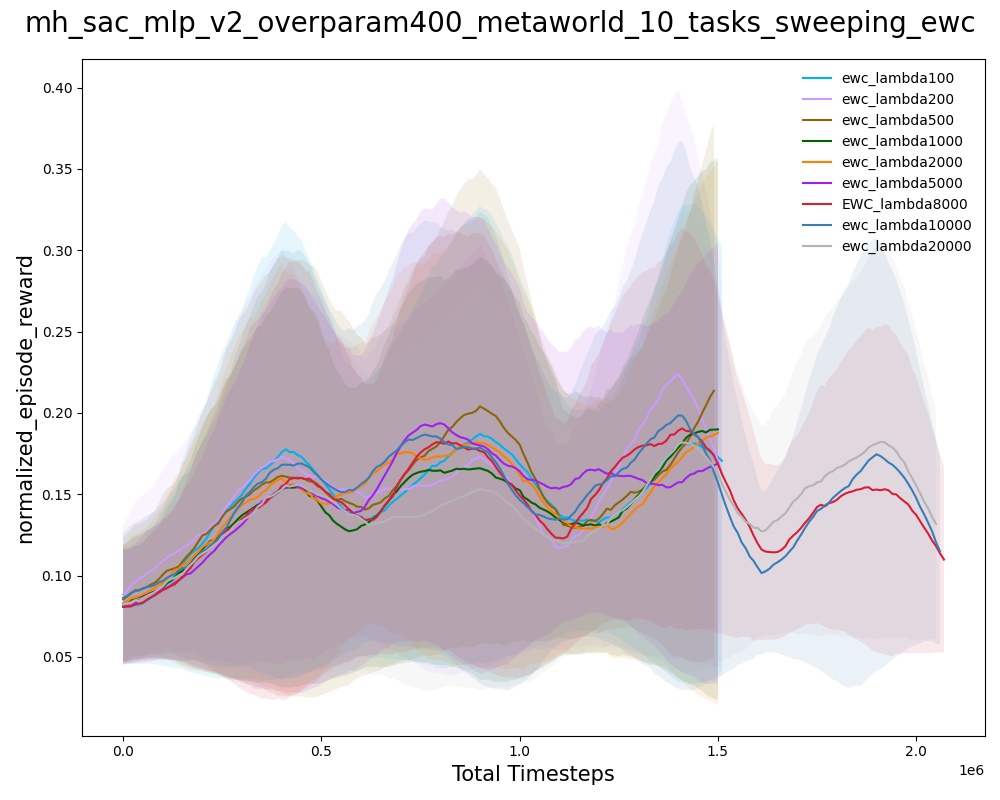 mh_sac_mlp_v2_overparam400_metaworld_10_tasks_sweeping_ewc
ewc_lambda100
ewc_lambda200
ewc_lambda500
ewc_lambda1000
ewc_lambda2000
ewc_lambda5000
EWC_lambda8000
ewc_lambda10000
ewc_lambda20000
normalized_episode_reward
0.40
0.35
0.30
0.25
0.20
0.15
0.10
0.05
0.0 0.5 1.0 1.5 2.0
1e6
Total Timesteps